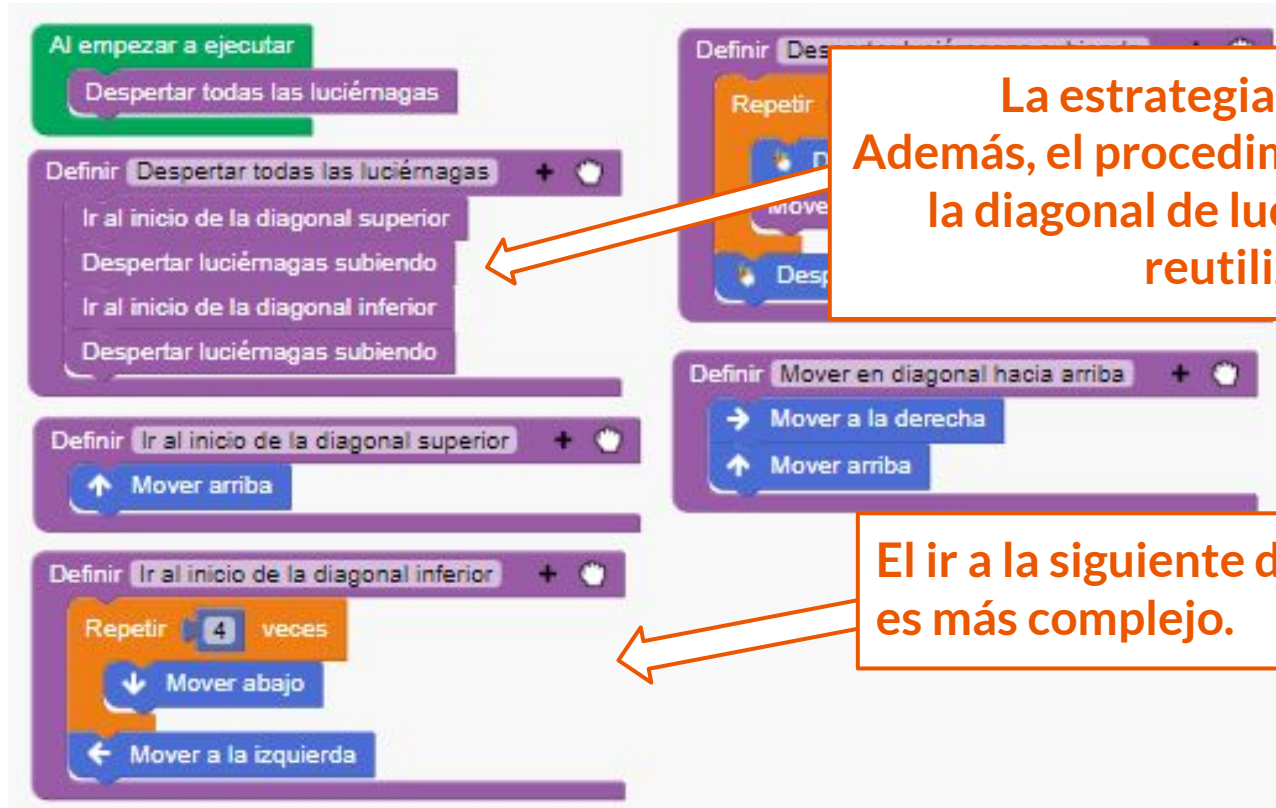 Al empezar a ejecutar
Despertar todas las luciérnagas
Definir Despertar todas las luciérnagas +
Ir al inicio de la diagonal superior
Despertar luciérnagas subiendo
Ir al inicio de la diagonal inferior
Despertar luciérnagas subiendo
Definir Ir al inicio de la diagonal superior +
Mover arriba
Definir Ir al inicio de la diagonal inferior +
Repetir 4 veces
Mover abajo
Mover a la izquierda
Definir
Repetir
La estrategia
Además, el
la diagonal de
Definir Mover en diagonal hacia arriba +
Mover a la derecha
Mover arriba
El ir a la siguiente
es más complejo.